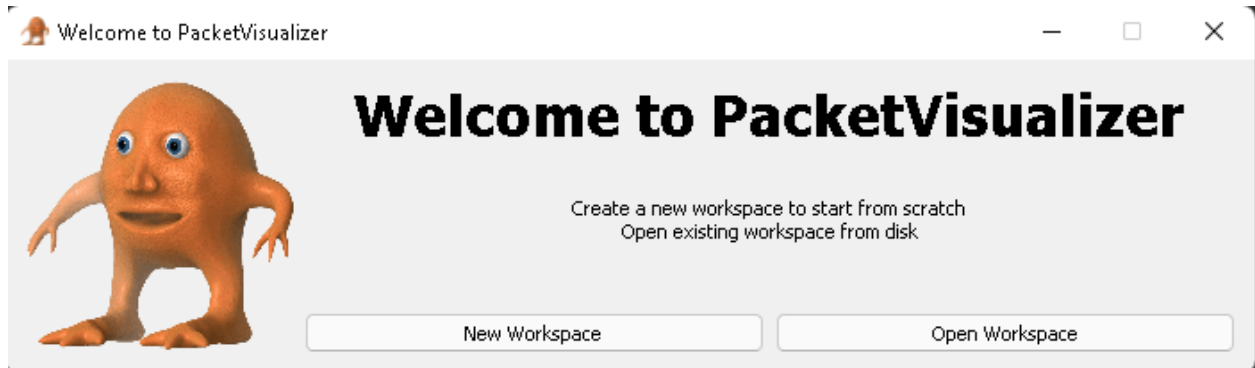 Welcome to PacketVisualizer
Welcome to PacketVisualizer
Create a new workspace to start from scratch
Open existing workspace from disk
New Workspace
Open Workspace